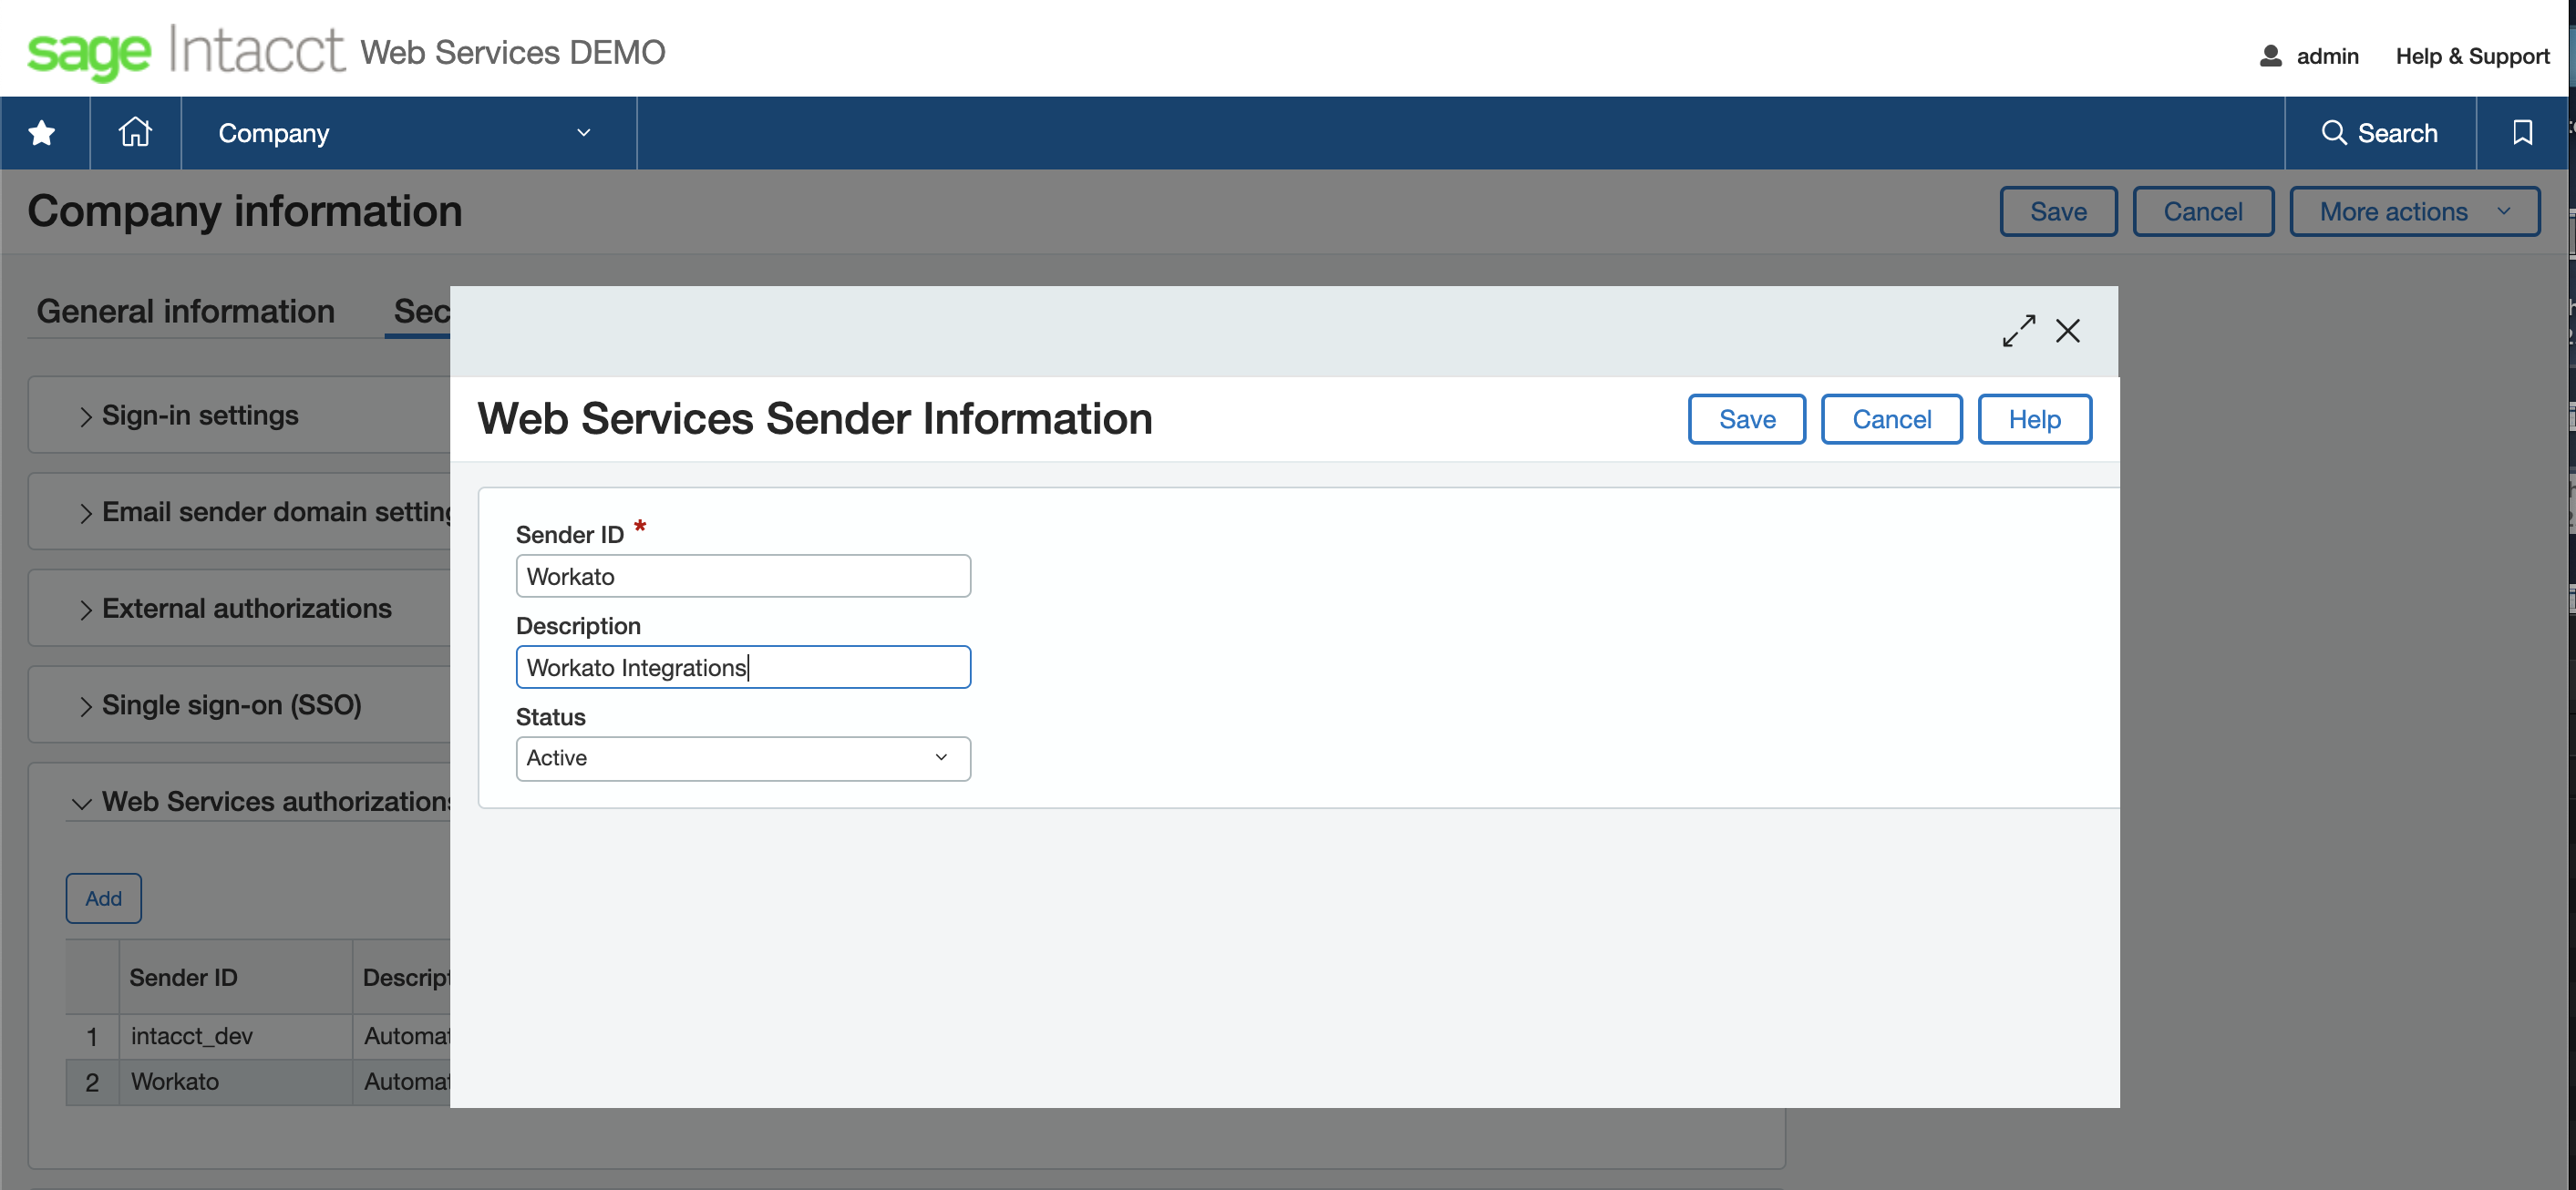 sage Intacct Web Services DEMO
admin Help & Support
Company
Search
Company information
Save Cancel More actions
General information Sec
Web Services Sender Information
Save Cancel Help
Sender ID *
Workato
Description
Workato Integrations
Status
Active
Sign-in settings
Email sender domain setting
External authorizations
Single sign-on (SSO)
Web Services authorizations
Add
Sender ID Descript
1 intacct_dev Automat
2 Workato Automat